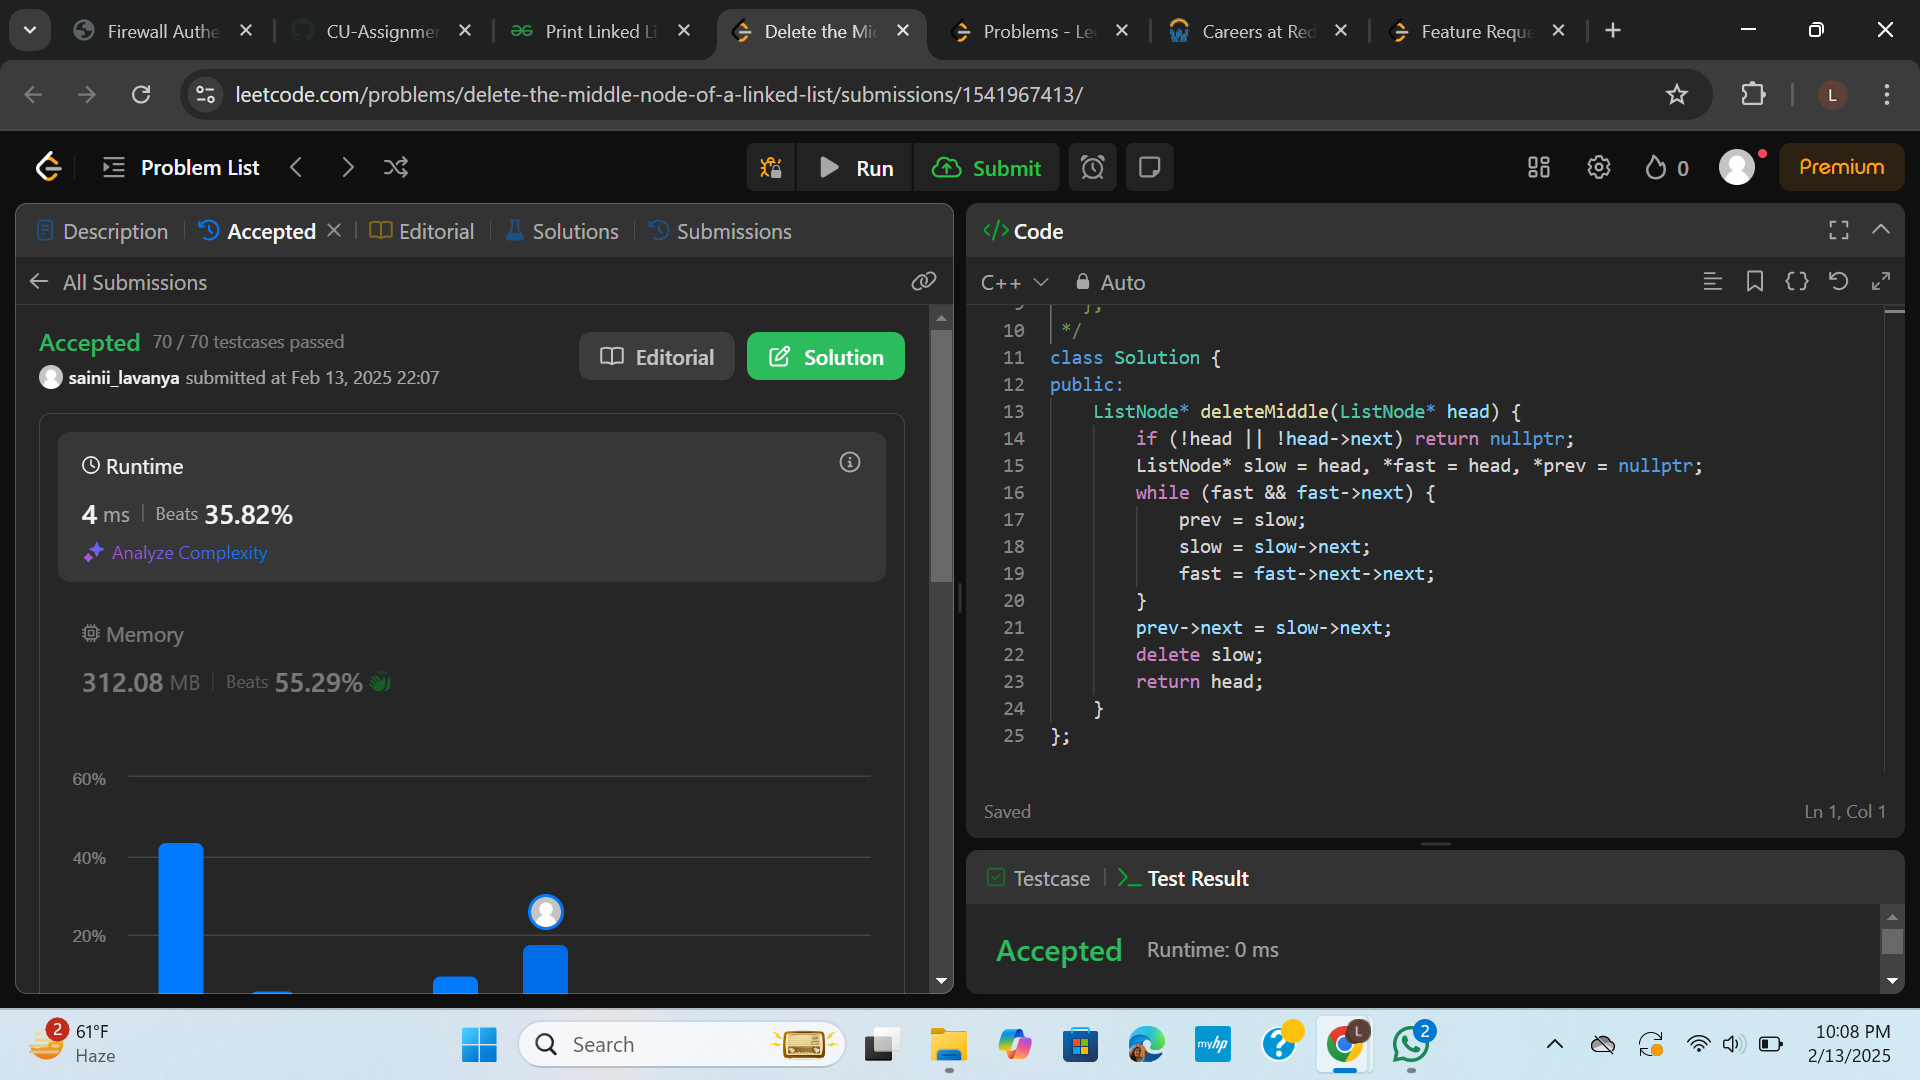 Firewall Authe
CU-Assignmer
Print Linked Li
Delete the Mid
Problems - Lee
Careers at Red
Feature Reque
leetcode.com/problems/delete-the-middle-node-of-a-linked-list/submissions/1541967413/
L
Problem List
Run
Submit
0
Premium
Description
Accepted
Editorial
Solutions
Submissions
All Submissions
Accepted 70 / 70 testcases passed
sainii_lavanya submitted at Feb 13, 2025 22:07
Editorial
Solution
Runtime
4 ms | Beats 35.82%
Analyze Complexity
Memory
312.08 MB | Beats 55.29%
60%
40%
20%
</> Code
C++
Auto
9 };
10 */
11 class Solution {
12 public:
13 ListNode* deleteMiddle(ListNode* head) {
14 if (!head || !head->next) return nullptr;
15 ListNode* slow = head, *fast = head, *prev = nullptr;
16 while (fast && fast->next) {
17 prev = slow;
18 slow = slow->next;
19 fast = fast->next->next;
20 }
21 prev->next = slow->next;
22 delete slow;
23 return head;
24 }
25 };
Saved
Ln 1, Col 1
Testcase
Test Result
Accepted Runtime: 0 ms
2
61°F
Haze
Search
myhp
L
2
10:08 PM
2/13/2025